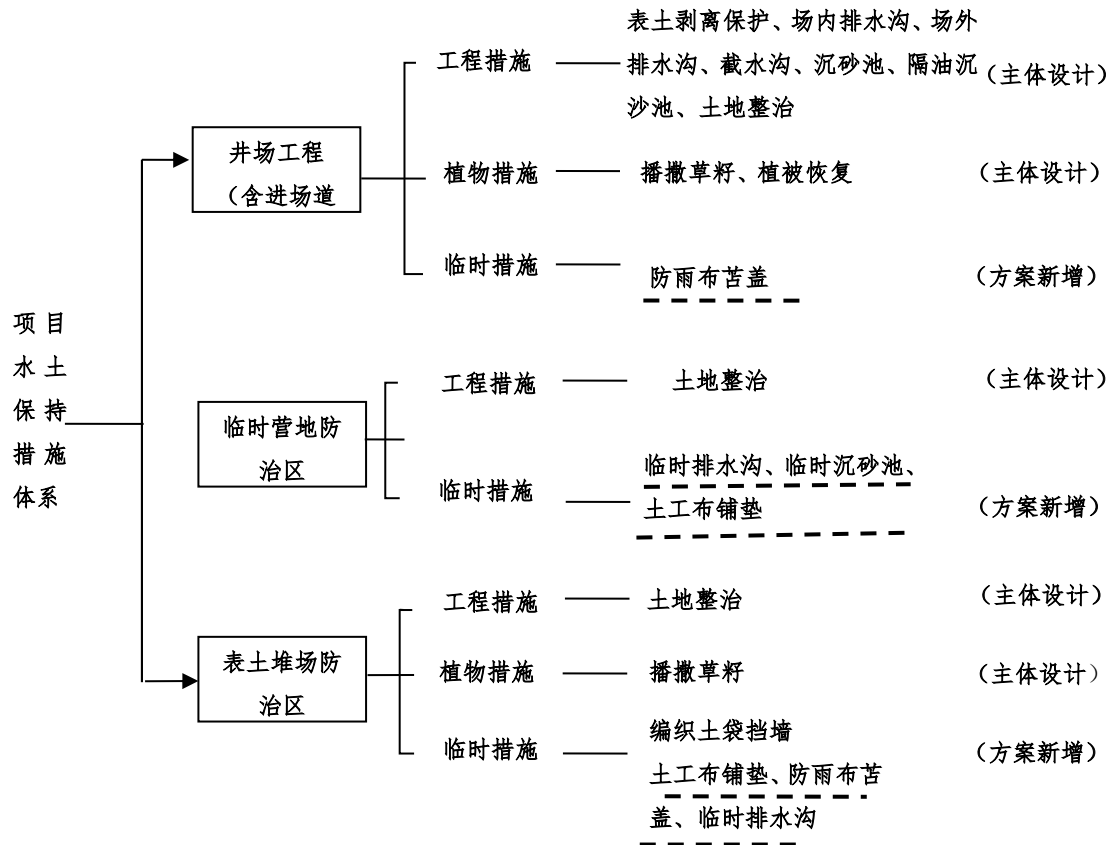 表土剥离保护、场内排水沟、场外
工程措施
排水沟、截水沟、沉砂池、隔油沉
（主体设计）
沙池、土地整治
井场工程
（含进场道
植物措施
播撒草籽、植被恢复
（主体设计）
临时措施
防雨布苫盖
（方案新增）
项目
水土
保持
措施
体系
工程措施
土地整治
（主体设计）
临时营地防
治区
临时排水沟、临时沉砂池、
临时措施
土工布铺垫
（方案新增）
工程措施
土地整治
（主体设计）
表土堆场防
治区
植物措施
播撒草籽
（主体设计）
编织土袋挡墙
临时措施
土工布铺垫、防雨布苫
（方案新增）
盖、临时排水沟